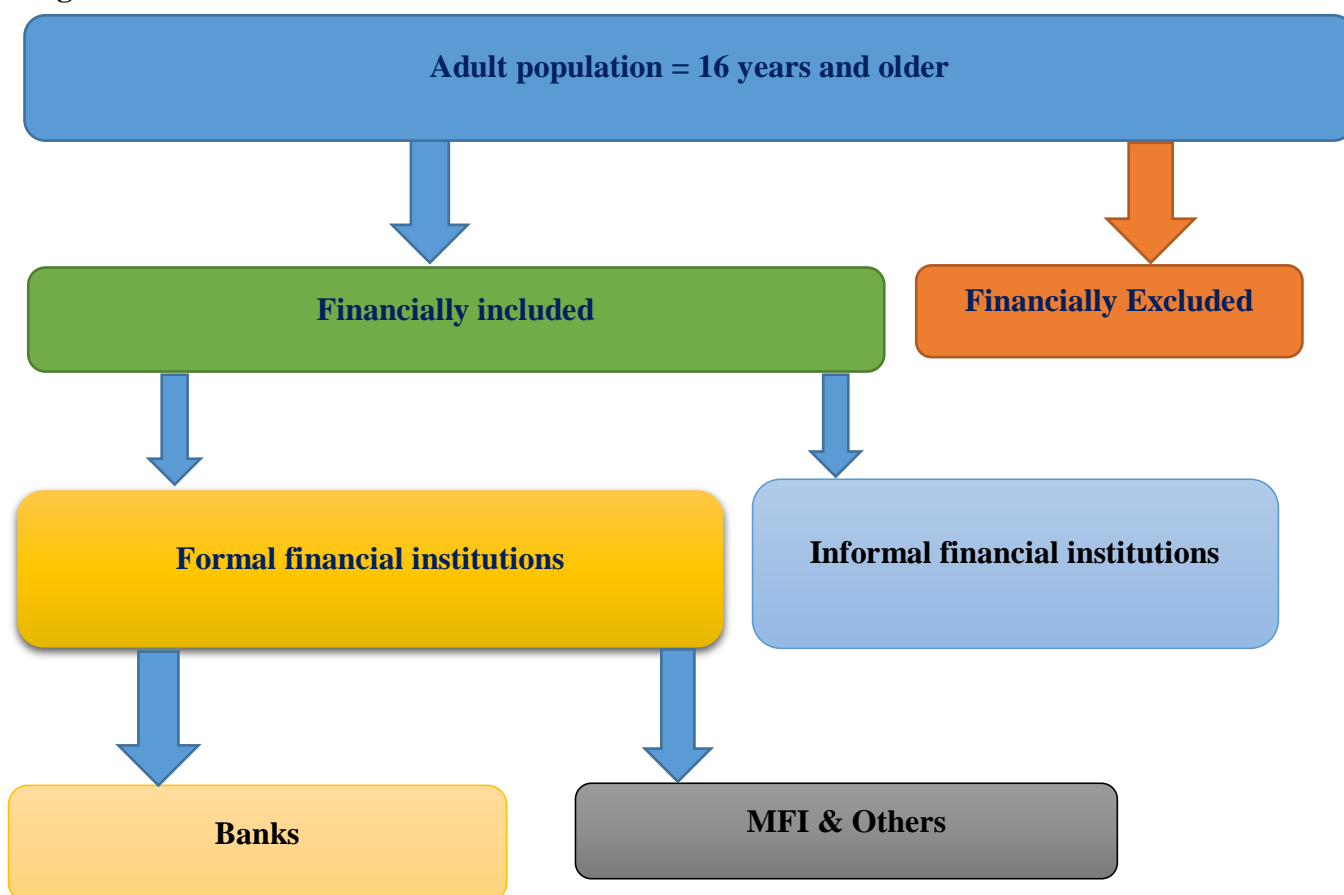 Adult population = 16 years and older
Financially included
Financially Excluded
Formal financial institutions
Informal financial institutions
Banks
MFI & Others